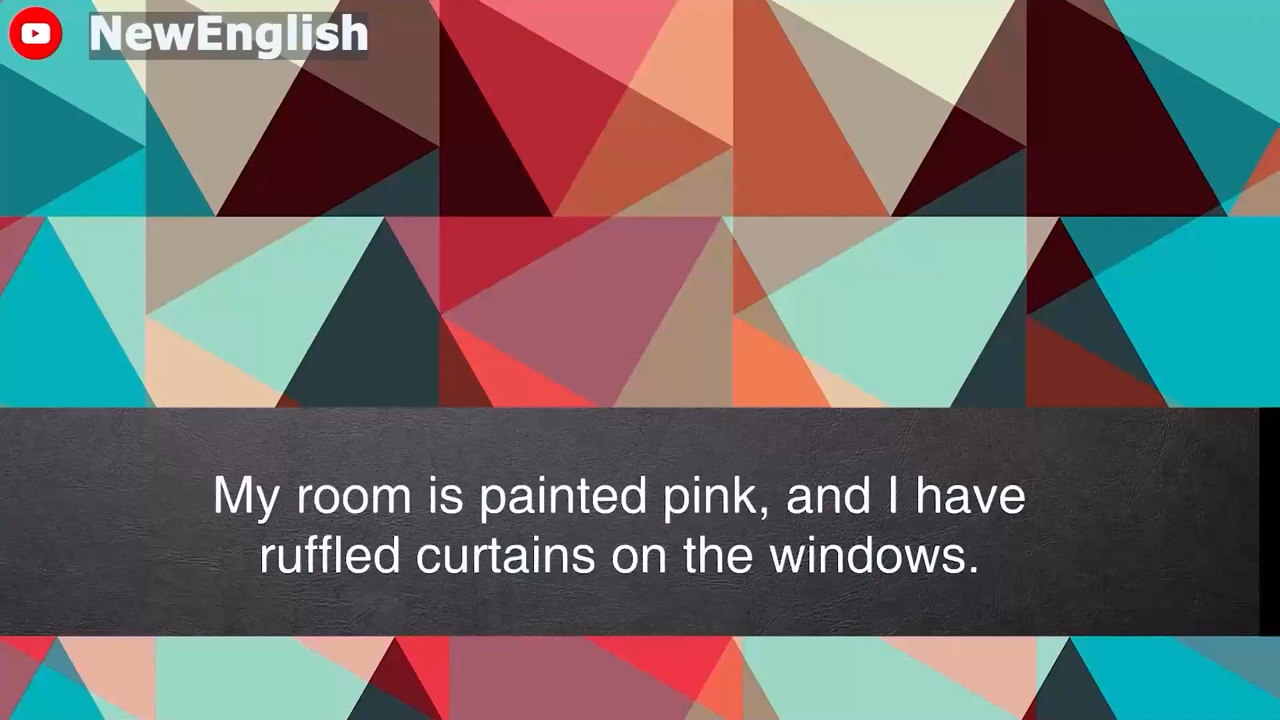 NewEnglish
My room is painted pink, and I have
ruffled curtains on the windows.